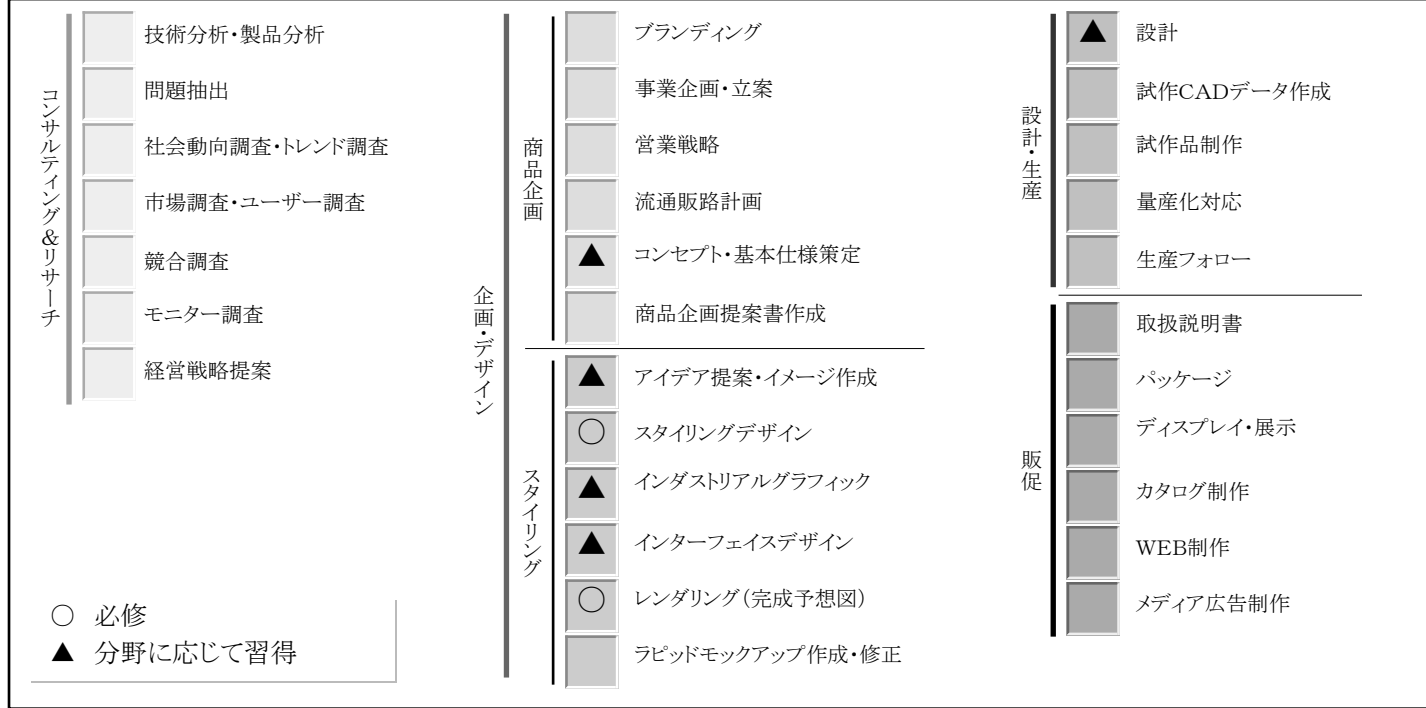 コンサルティング&リサーチ
技術分析・製品分析
問題抽出
社会動向調査・トレンド調査
市場調査・ユーザー調査
競合調査
モニター調査
経営戦略提案
企画・デザイン
商品企画
ブランディング
事業企画・立案
営業戦略
流通販路計画
▲ コンセプト・基本仕様策定
商品企画提案書作成
スタイリング
▲ アイデア提案・イメージ作成
○ スタイリングデザイン
▲ インダストリアルグラフィック
▲ インターフェイスデザイン
○ レンダリング(完成予想図)
ラピッドモックアップ作成・修正
設計・生産
▲ 設計
試作CADデータ作成
試作品制作
量産化対応
生産フォロー
販促
取扱説明書
パッケージ
ディスプレイ・展示
カタログ制作
WEB制作
メディア広告制作
○ 必修
▲ 分野に応じて習得